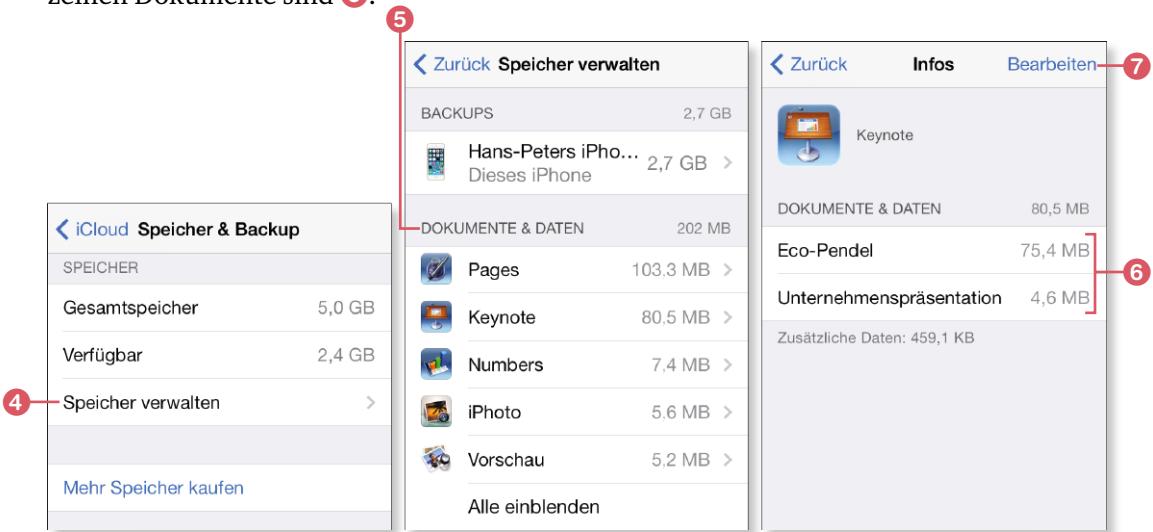 zelnen Dokumente sind 6.
5
Zurück Speicher verwalten
BACKUPS 2,7 GB
Hans-Peters iPho... 2,7 GB
Dieses iPhone
DOKUMENTE & DATEN 202 MB
Pages 103,3 MB
Keynote 80,5 MB
Numbers 7,4 MB
iPhoto 5,6 MB
Vorschau 5,2 MB
Alle einblenden
Zurück Infos Bearbeiten 7
Keynote
DOKUMENTE & DATEN 80,5 MB
Eco-Pendel 75,4 MB
6
Unternehmenspräsentation 4,6 MB
Zusätzliche Daten: 459,1 KB
iCloud Speicher & Backup
SPEICHER
Gesamtspeicher 5,0 GB
Verfügbar 2,4 GB
4 Speicher verwalten
Mehr Speicher kaufen